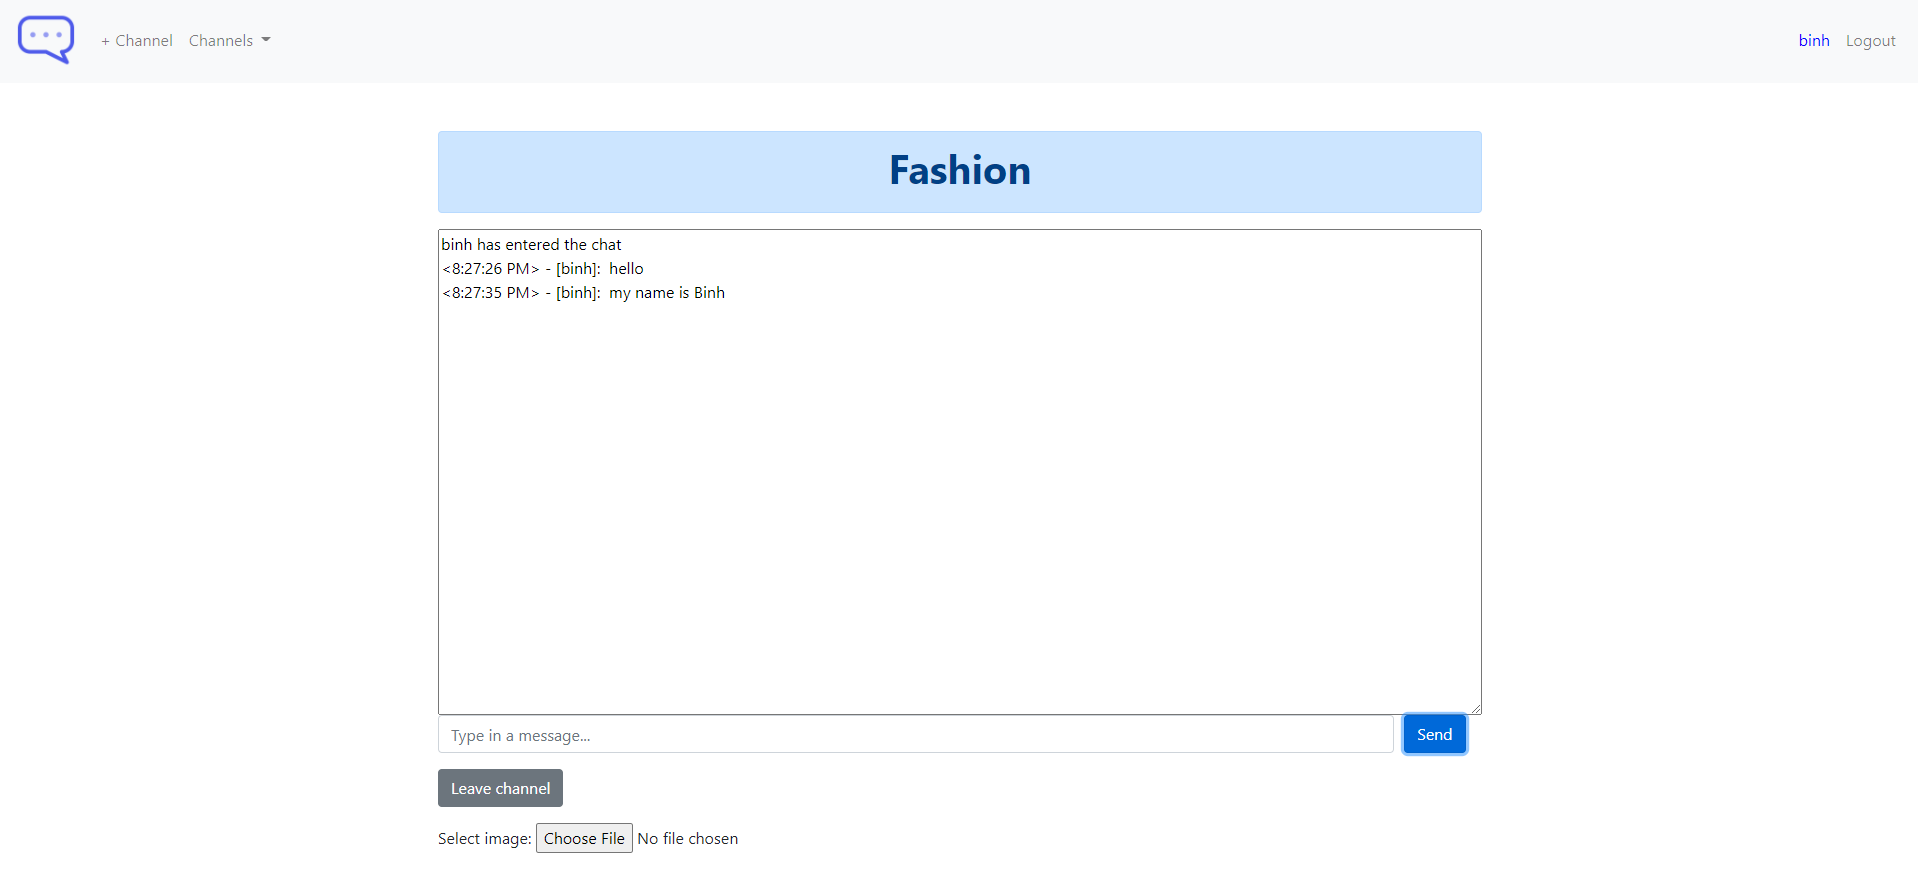 + Channel Channels binh Logout
Fashion
binh has entered the chat
<8:27:26 PM> - [binh]:  hello
<8:27:35 PM> - [binh]:  my name is Binh
Type in a message... Send
Leave channel
Select image: Choose File No file chosen